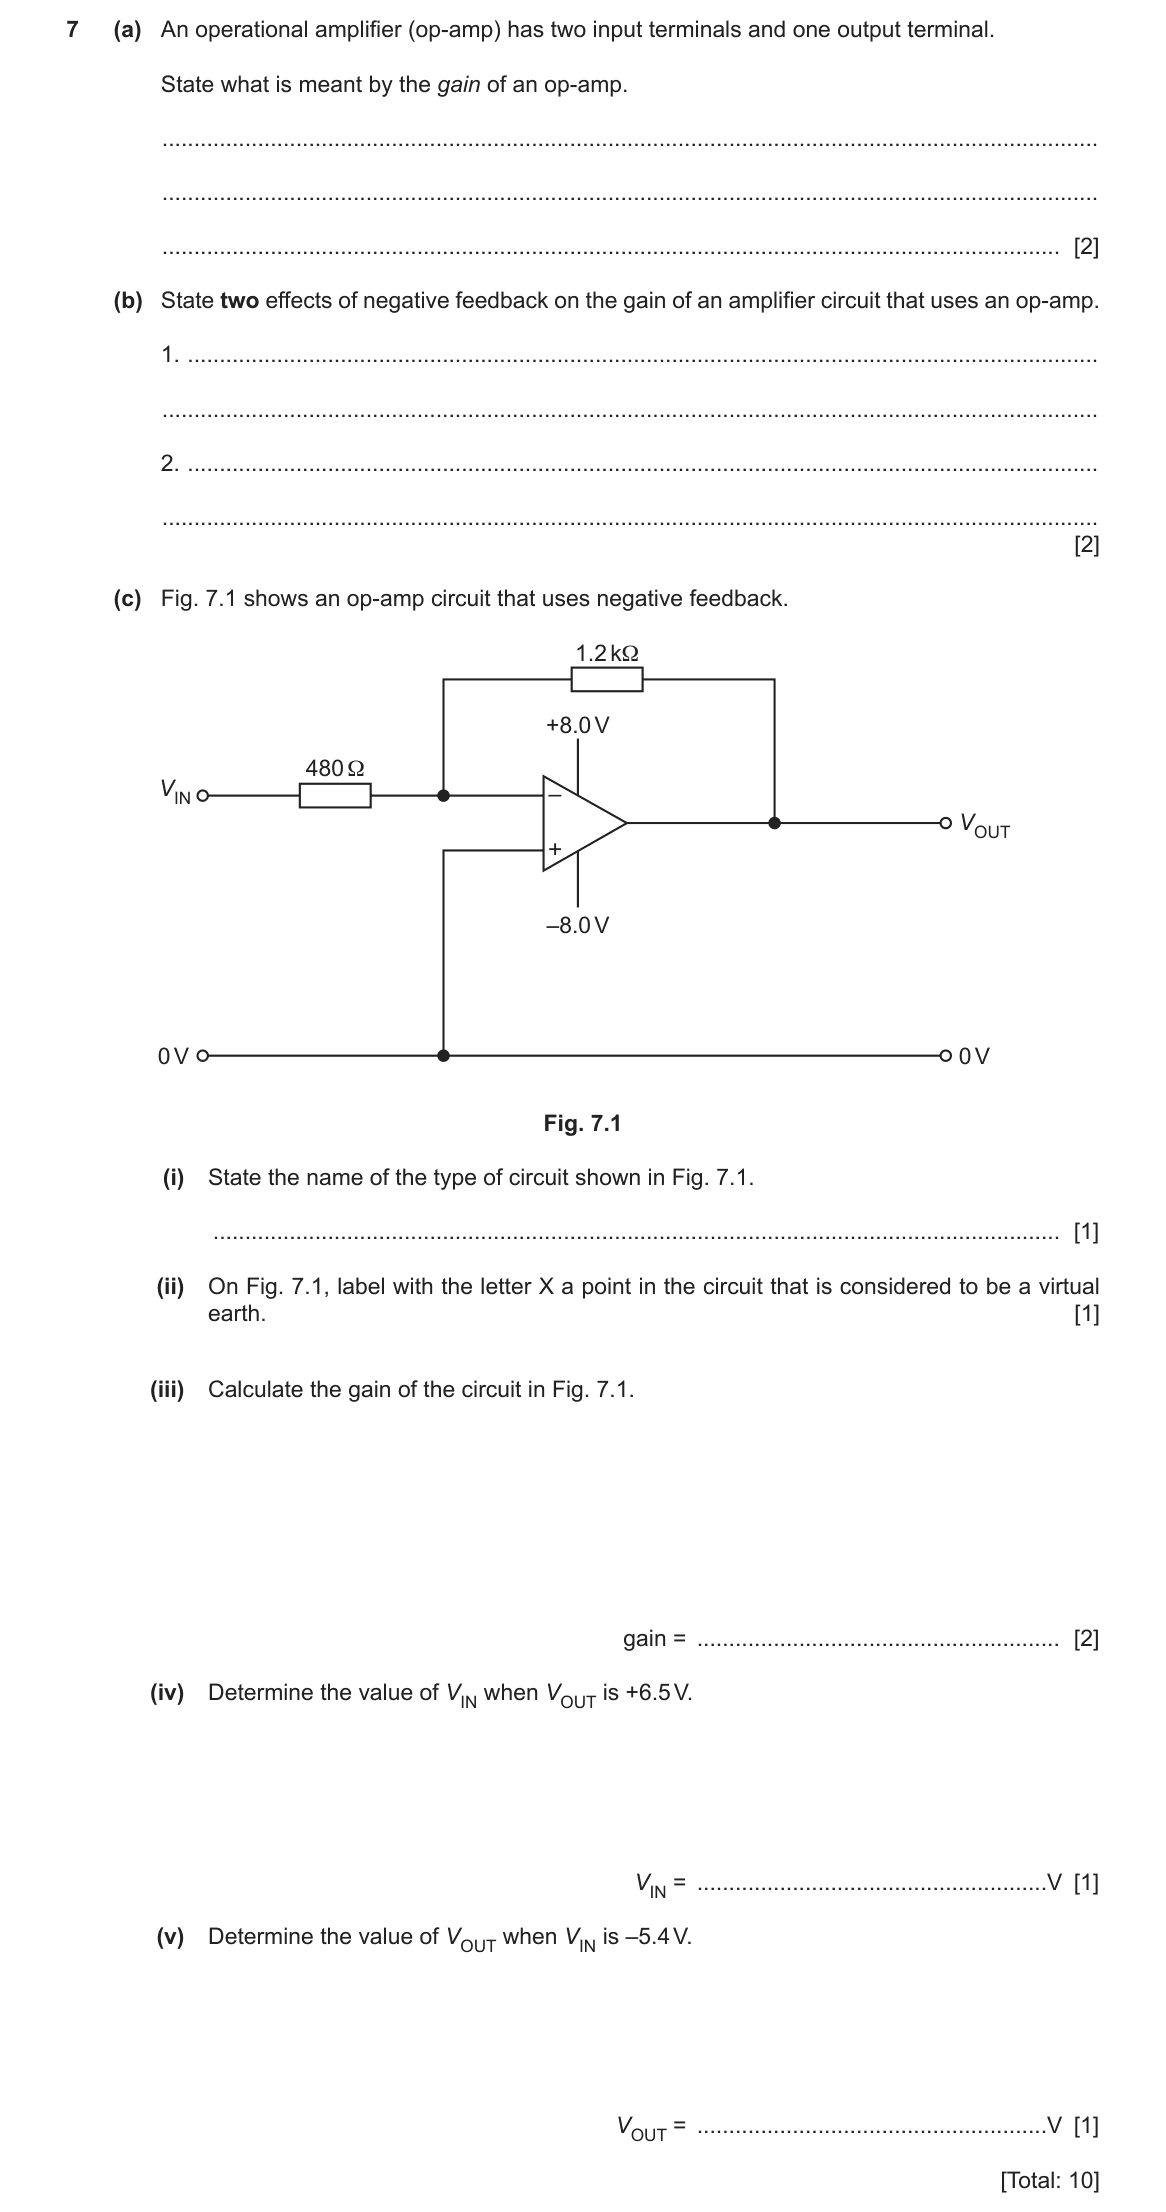 7 (a) An operational amplifier (op-amp) has two input terminals and one output terminal.
State what is meant by the gain of an op-amp.
................................................................
................................................................
................................................................ [2]
(b) State two effects of negative feedback on the gain of an amplifier circuit that uses an op-amp.
1. ................................................................
................................................................
2. ................................................................
................................................................
[2]
(c) Fig. 7.1 shows an op-amp circuit that uses negative feedback.
1.2 kΩ
+8.0 V
480 Ω
VIN
–
VOUT
+
–8.0 V
0 V
0 V
Fig. 7.1
(i) State the name of the type of circuit shown in Fig. 7.1.
................................................................ [1]
(ii) On Fig. 7.1, label with the letter X a point in the circuit that is considered to be a virtual
earth. [1]
(iii) Calculate the gain of the circuit in Fig. 7.1.
gain = ................................................................ [2]
(iv) Determine the value of VIN when VOUT is +6.5 V.
VIN = ................................................................ V [1]
(v) Determine the value of VOUT when VIN is –5.4 V.
VOUT = ................................................................ V [1]
[Total: 10]